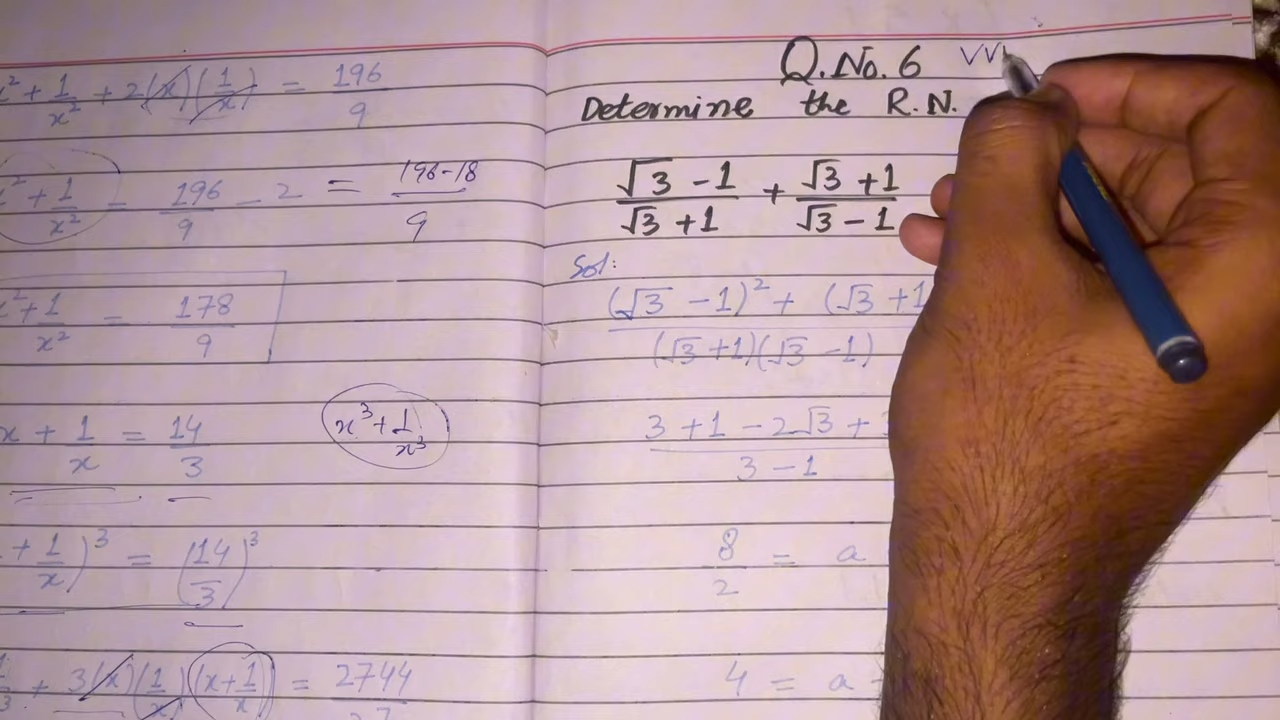 x² + 1/x² + 2(x)(1/x) = 196/9
x² + 1/x² = 196/9 - 2 = 196-18/9
x² + 1/x² = 178/9
x + 1/x = 14/3
x³ + 1/x³
+ 1/x)³ = (14/3)³
+ 3(x)(1/x)(x + 1/x) = 2744/27
Q.No.6 VV
Determine the R.N.
√3 - 1/√3 + 1 + √3 + 1/√3 - 1
Sol:
(√3 - 1)² + (√3 + 1/(√3 + 1)(√3 - 1)
3 + 1 - 2√3 +/3 - 1
8/2 = a
4 = a